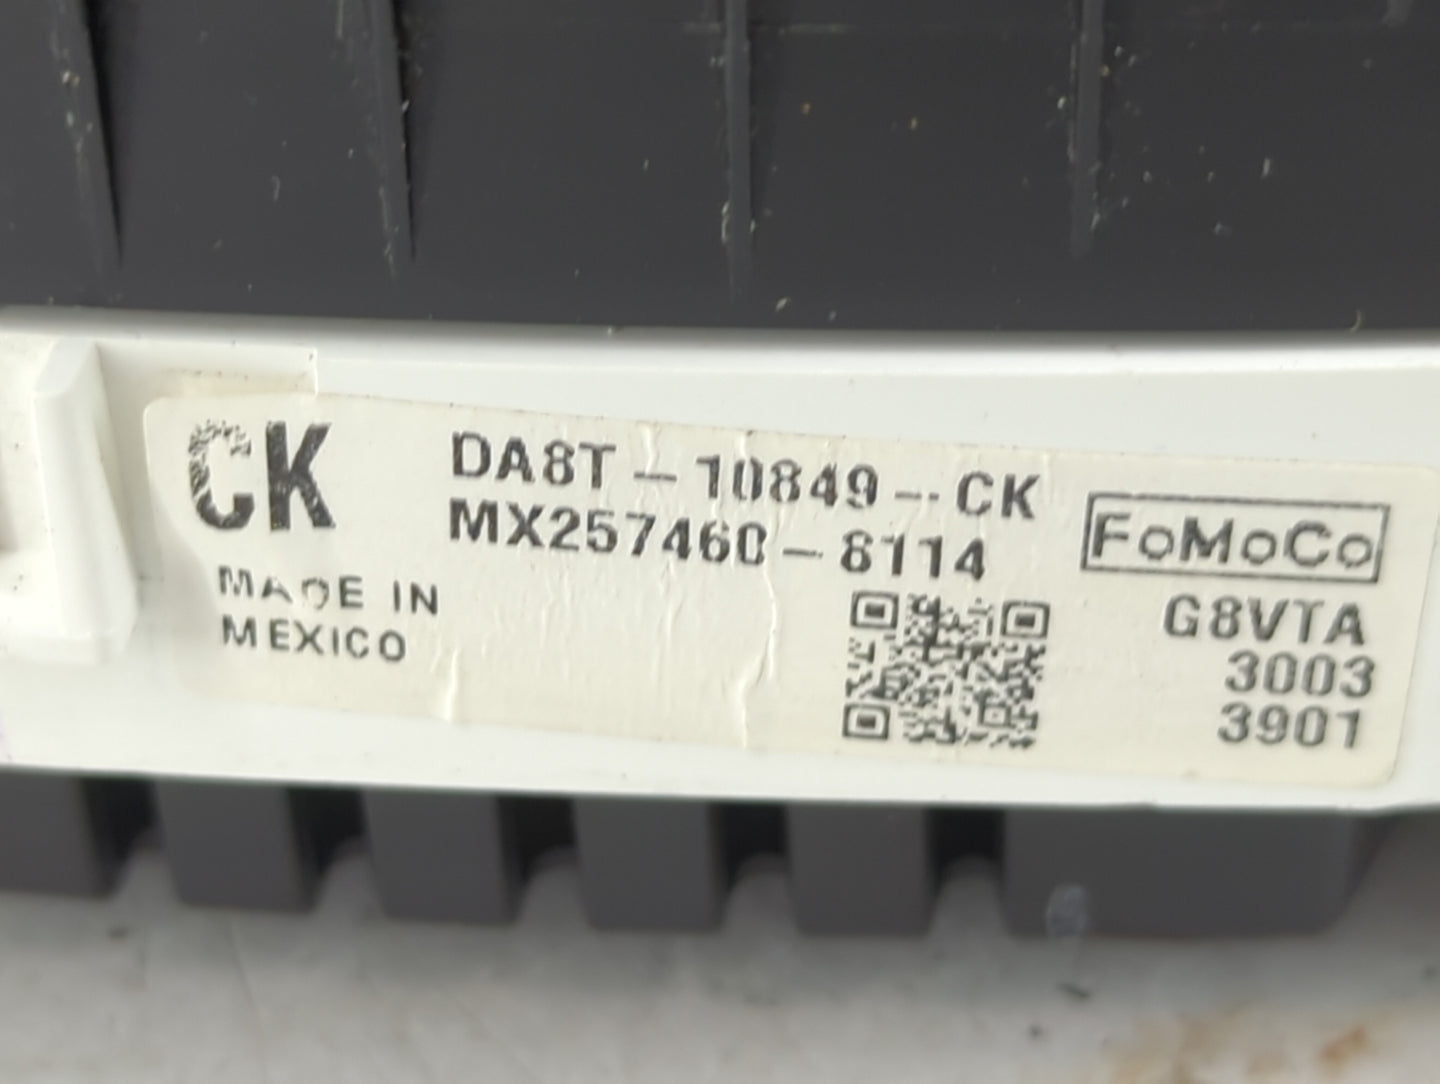 CK
DA8T-10849-CK
MX257460-8114
FoMoCo
MADE IN
MEXICO
G8VTA
3003
3901